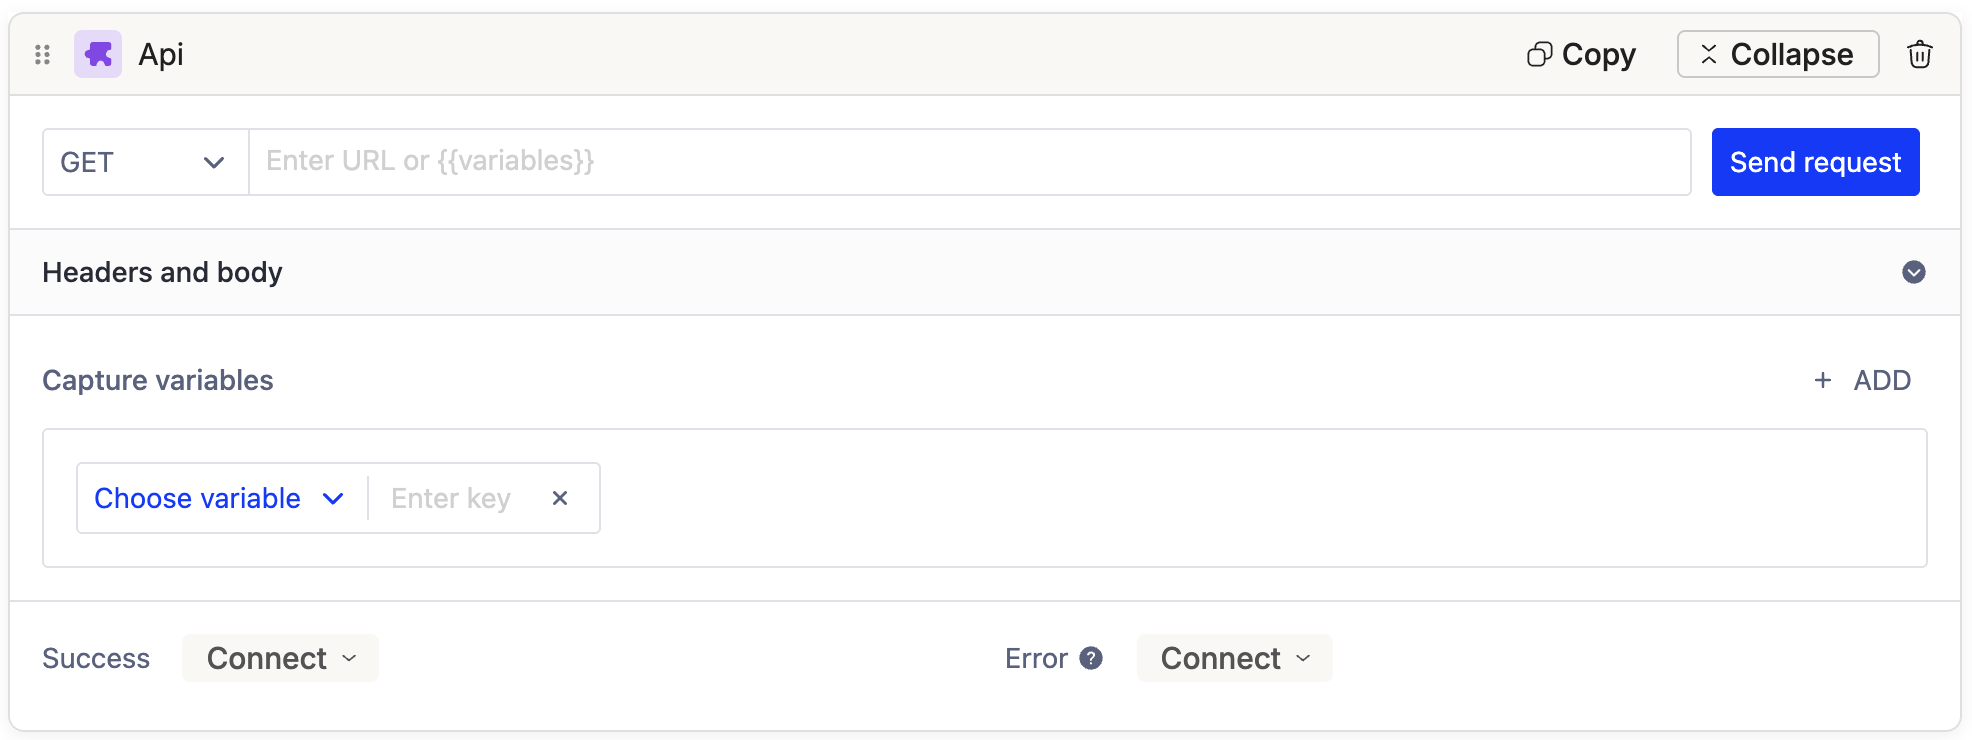 Api
Copy
Collapse
GET
Enter URL or {{variables}}
Send request
Headers and body
Capture variables
+ ADD
Choose variable
Enter key
Success
Connect
Error ?
Connect